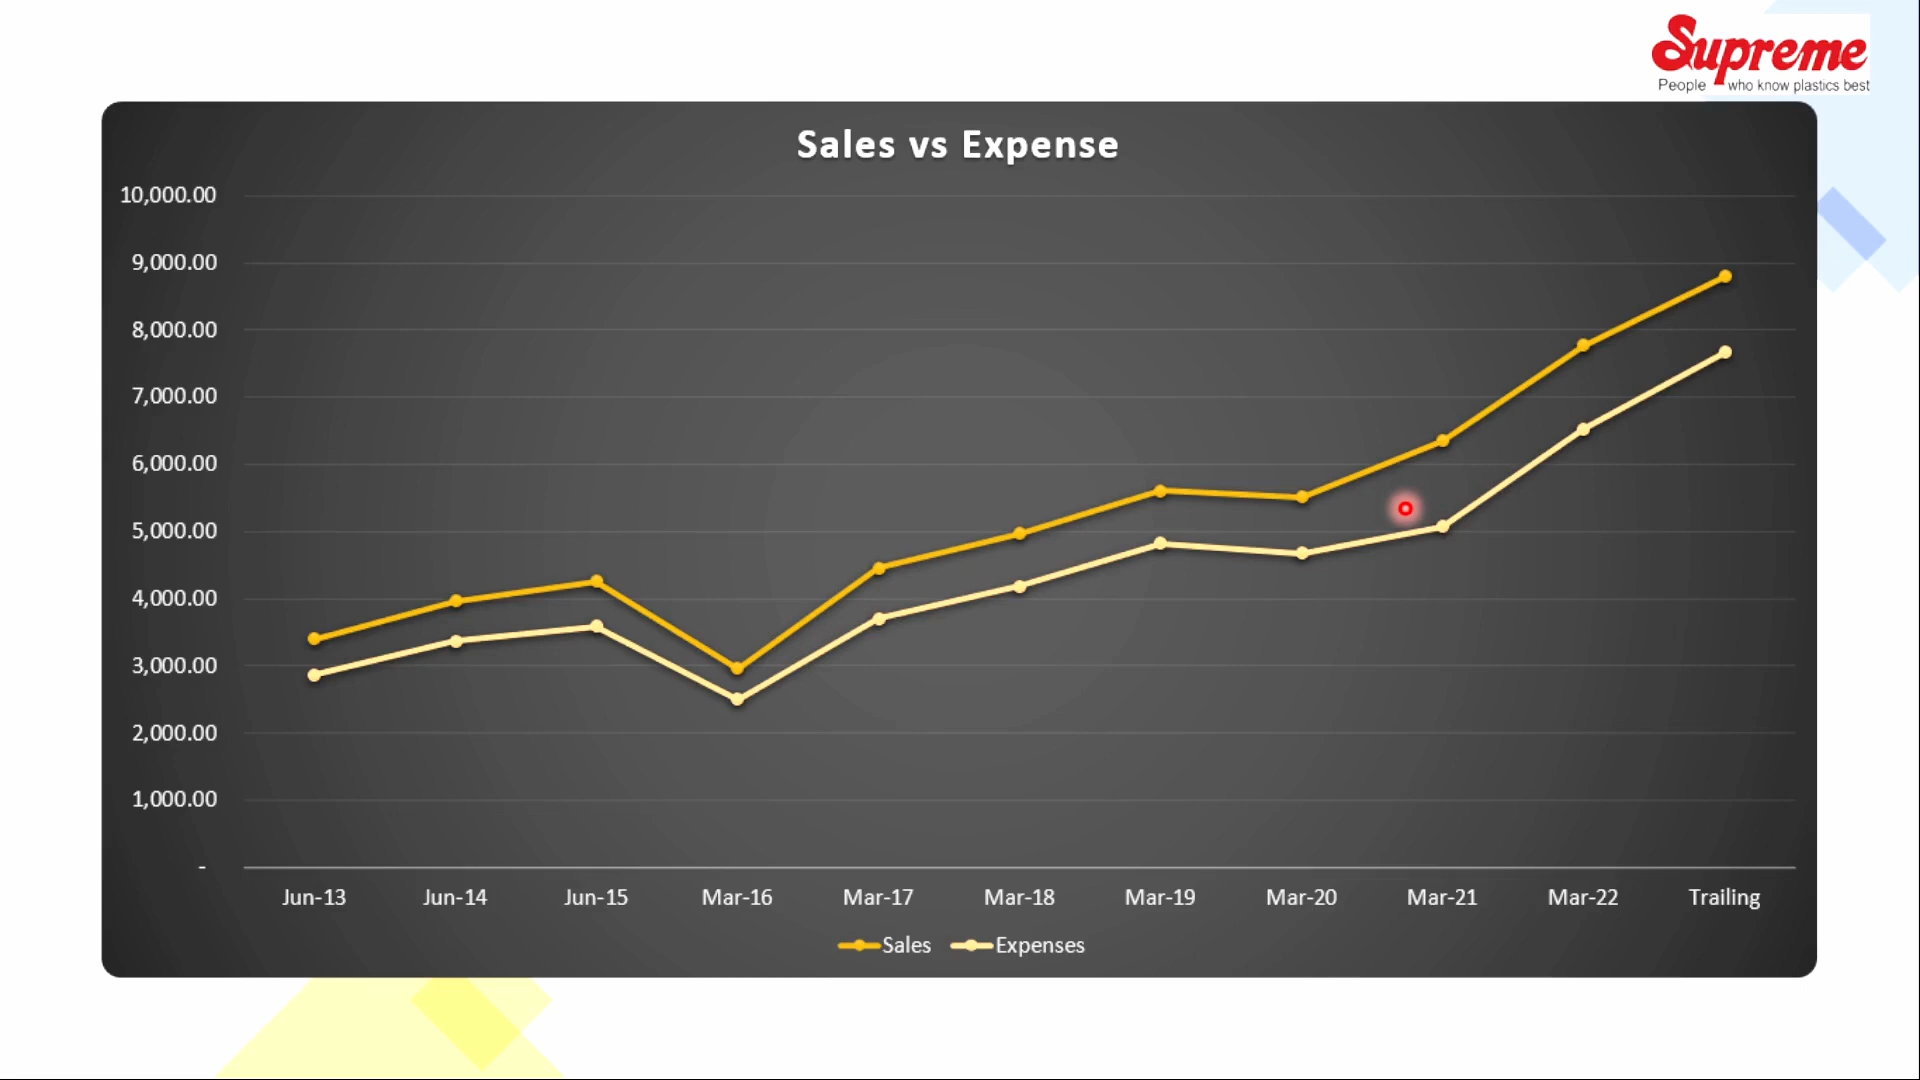 Supreme
People who know plastics best
Sales vs Expense
10,000.00
9,000.00
8,000.00
7,000.00
6,000.00
5,000.00
4,000.00
3,000.00
2,000.00
1,000.00
-
Jun-13 Jun-14 Jun-15 Mar-16 Mar-17 Mar-18 Mar-19 Mar-20 Mar-21 Mar-22 Trailing
Sales Expenses